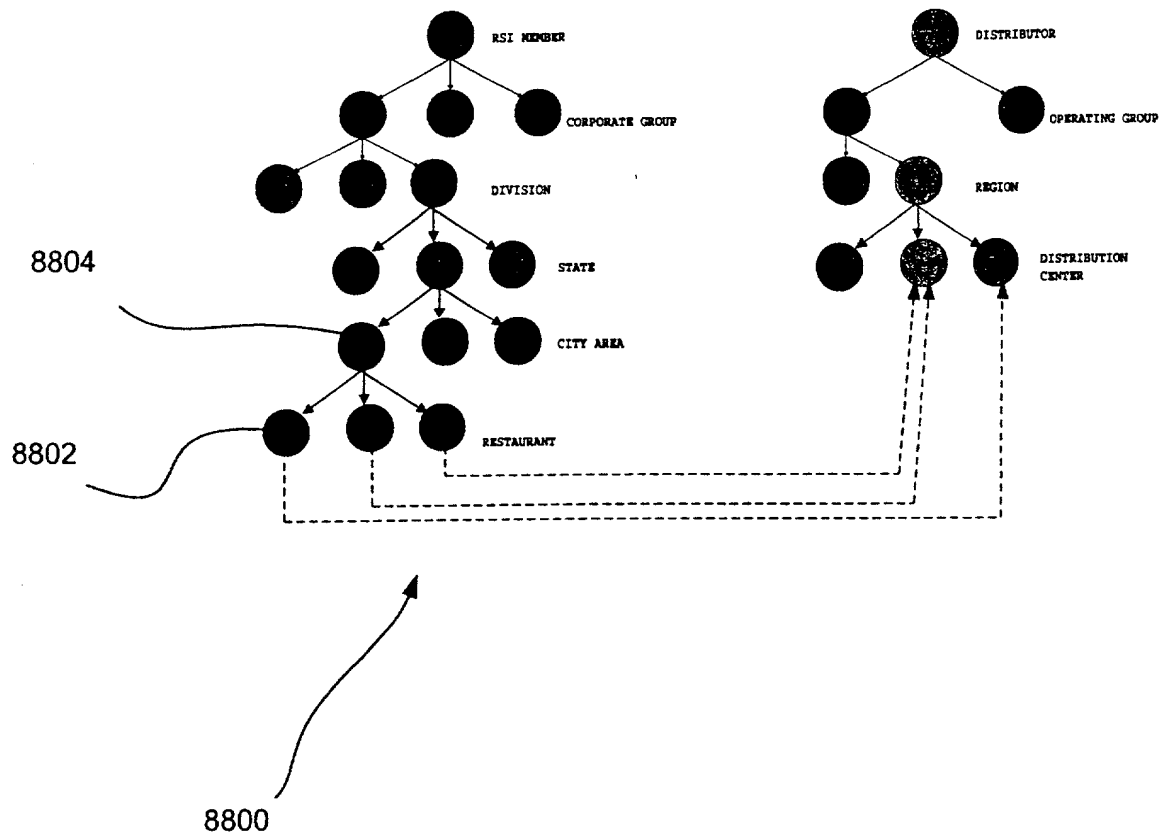 RSI MEMBER
DISTRIBUTOR
CORPORATE GROUP
OPERATING GROUP
DIVISION
REGION
8804
STATE
DISTRIBUTION
CENTER
CITY AREA
8802
RESTAURANT
8800